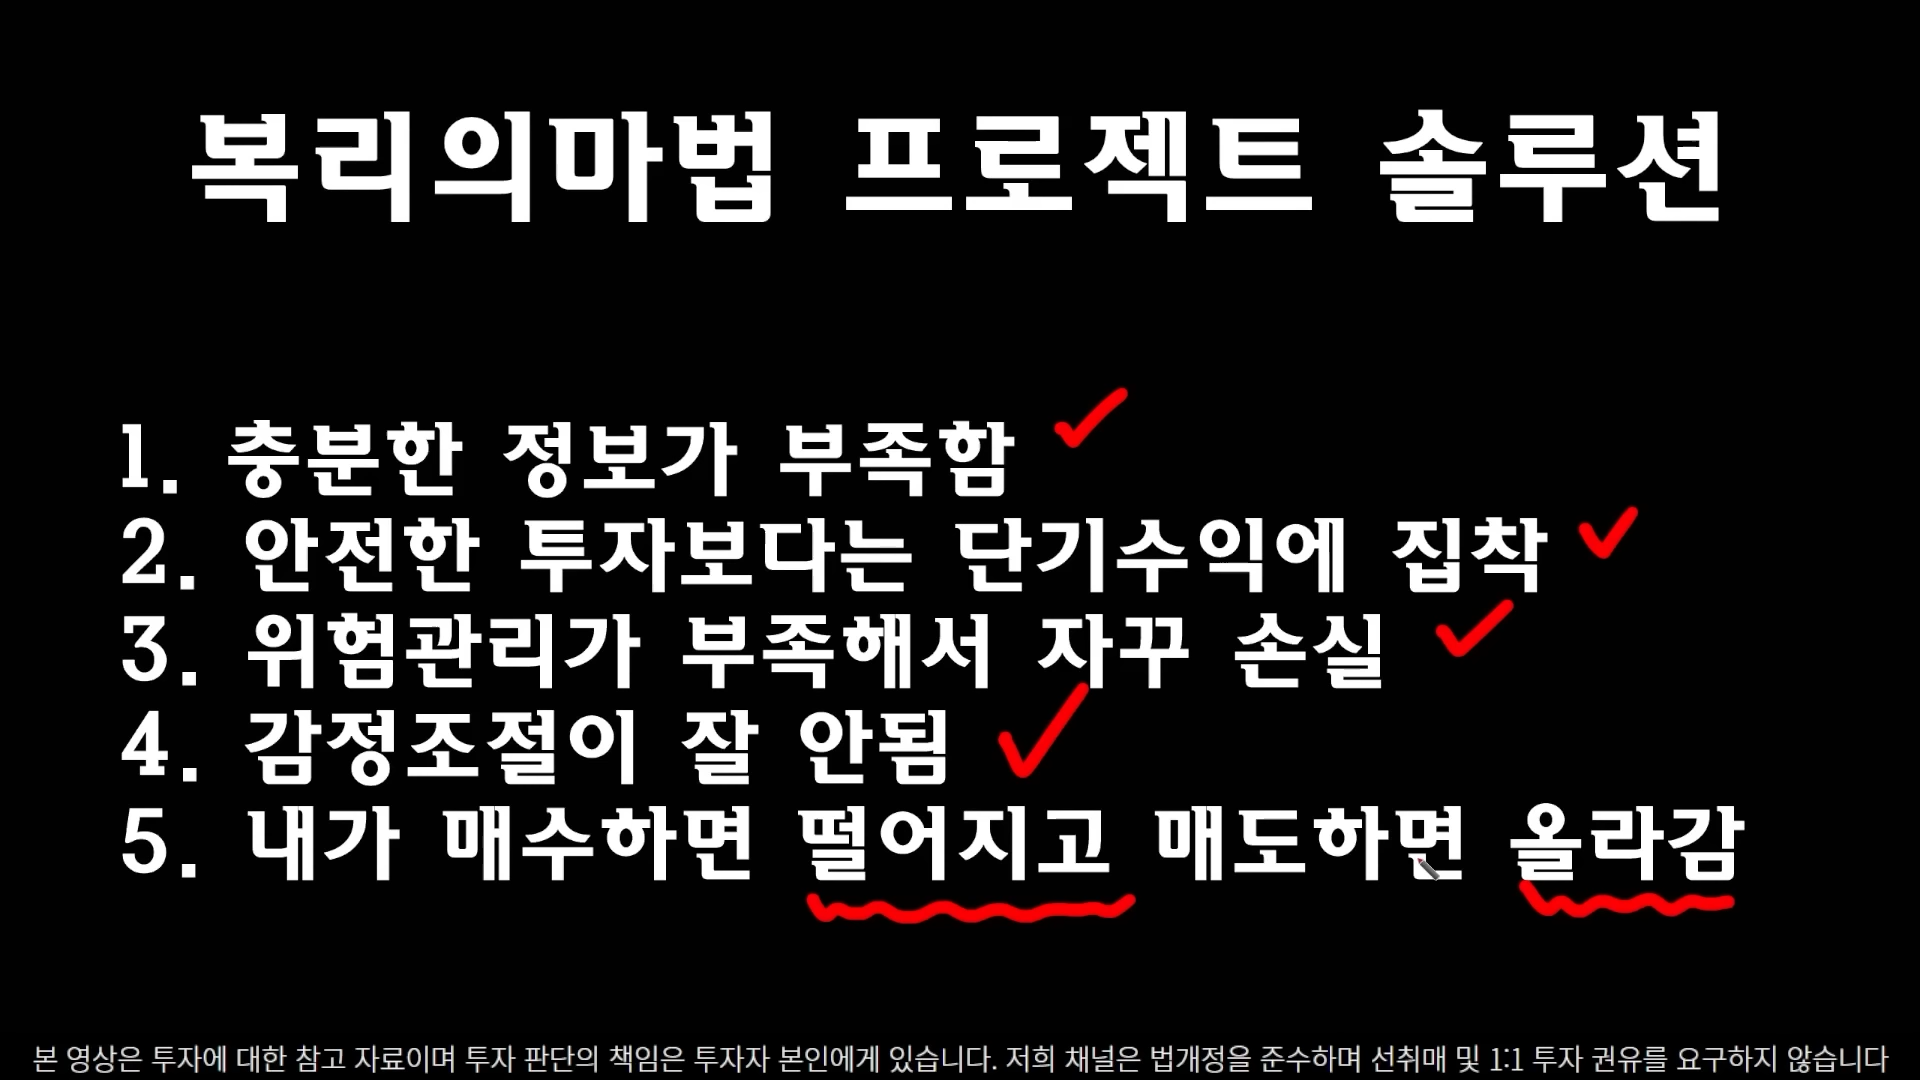 복리의마법 프로젝트 솔루션
1. 충분한 정보가 부족함
2. 안전한 투자보다는 단기수익에 집착
3. 위험관리가 부족해서 자꾸 손실
4. 감정조절이 잘 안됨
5. 내가 매수하면 떨어지고 매도하면 올라감
본 영상은 투자에 대한 참고 자료이며 투자 판단의 책임은 투자자 본인에게 있습니다. 저희 채널은 법개정을 준수하며 선취매 및 1:1 투자 권유를 요구하지 않습니다